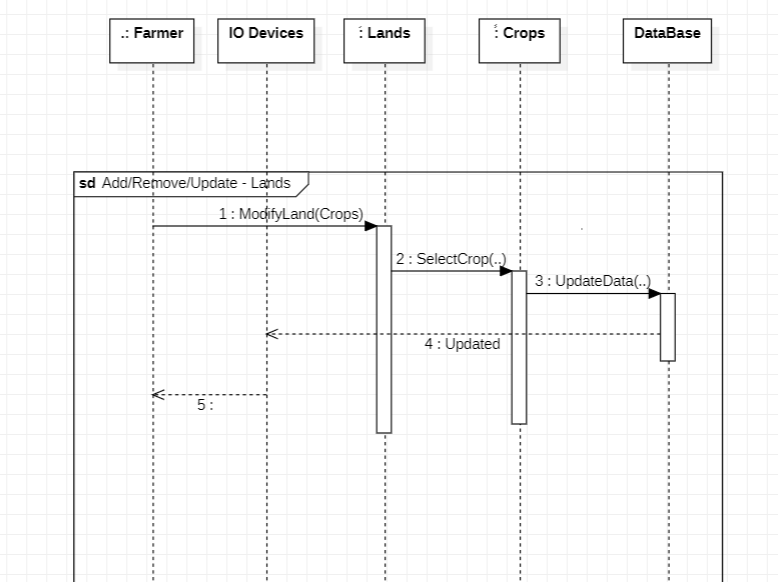 .: Farmer
IO Devices
: Lands
: Crops
DataBase
sd Add/Remove/Update - Lands
1 : ModifyLand(Crops)
2 : SelectCrop(..)
3 : UpdateData(..)
4 : Updated
5 :